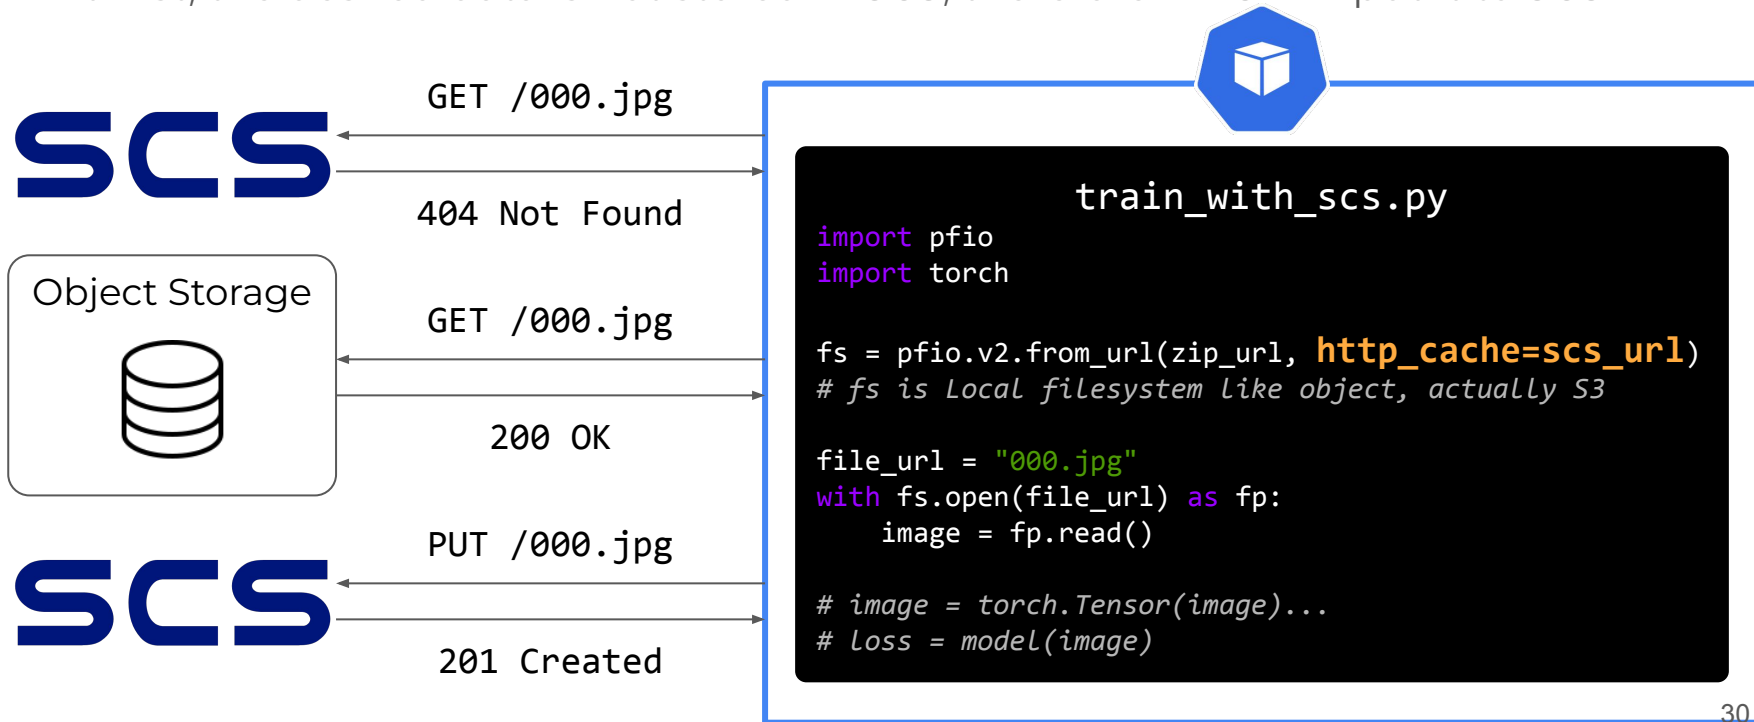 GET /000.jpg
SCS
404 Not Found
Object Storage
GET /000.jpg
200 OK
PUT /000.jpg
SCS
201 Created
train_with_scs.py
import pfio
import torch
fs = pfio.v2.from_url(zip_url, http_cache=scs_url)
# fs is Local filesystem like object, actually S3
file_url = "000.jpg"
with fs.open(file_url) as fp:
    image = fp.read()
# image = torch.Tensor(image)...
# loss = model(image)
30